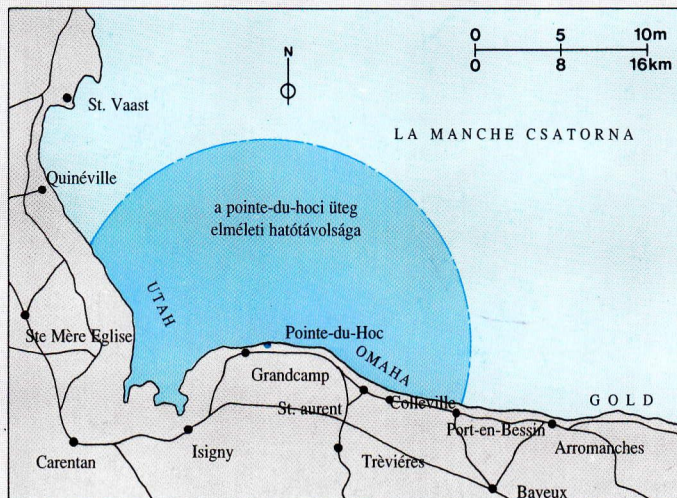 0 5 10m
0 8 16km
N
St. Vaast
LA MANCHE CSATORNA
Quinéville
a pointe-du-hoci üteg
elméleti hatótávolsága
UTAH
Ste Mère Eglise
Pointe-du-Hoc
OMAHA
Grandcamp
St. aurent
Colleville
GOLD
Port-en-Bessin
Arromanches
Carentan
Isigny
Trèviéres
Bayeux